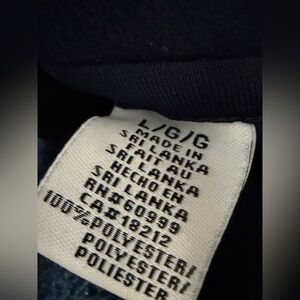 L/G/G
MADE IN
SRI LANKA
FAIT AU
SRI LANKA
HECHO EN
SRI LANKA
RN#60999
CA#18212
100%POLYESTER/
POLYESTER/
POLIESTER